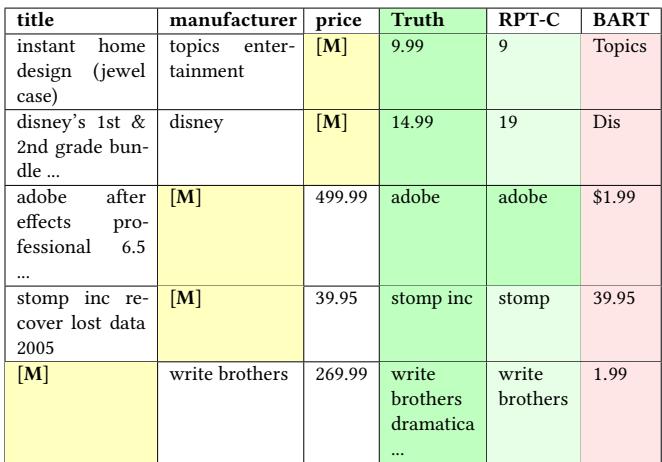 title manufacturer price Truth RPT-C BART
instant home topics enter- [M] 9.99 9 Topics
design (jewel tainment
case)
disney's 1st & disney [M] 14.99 19 Dis
2nd grade bun-
dle ...
adobe after [M] 499.99 adobe adobe $1.99
effects pro-
fessional 6.5
...
stomp inc re- [M] 39.95 stomp inc stomp 39.95
cover lost data
2005
[M] write brothers 269.99 write write 1.99
brothers brothers
dramatica
...